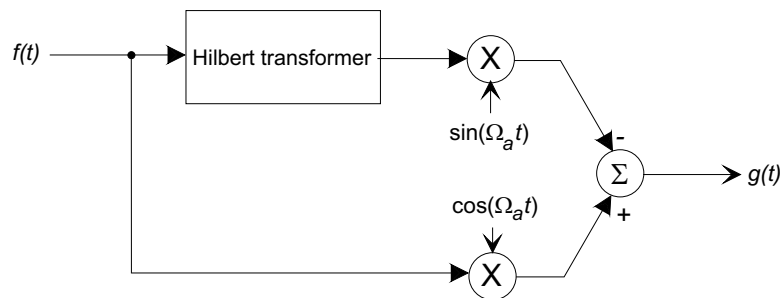 f(t)
Hilbert transformer
X
sin(Ωₐt)
-
Σ
g(t)
+
cos(Ωₐt)
X